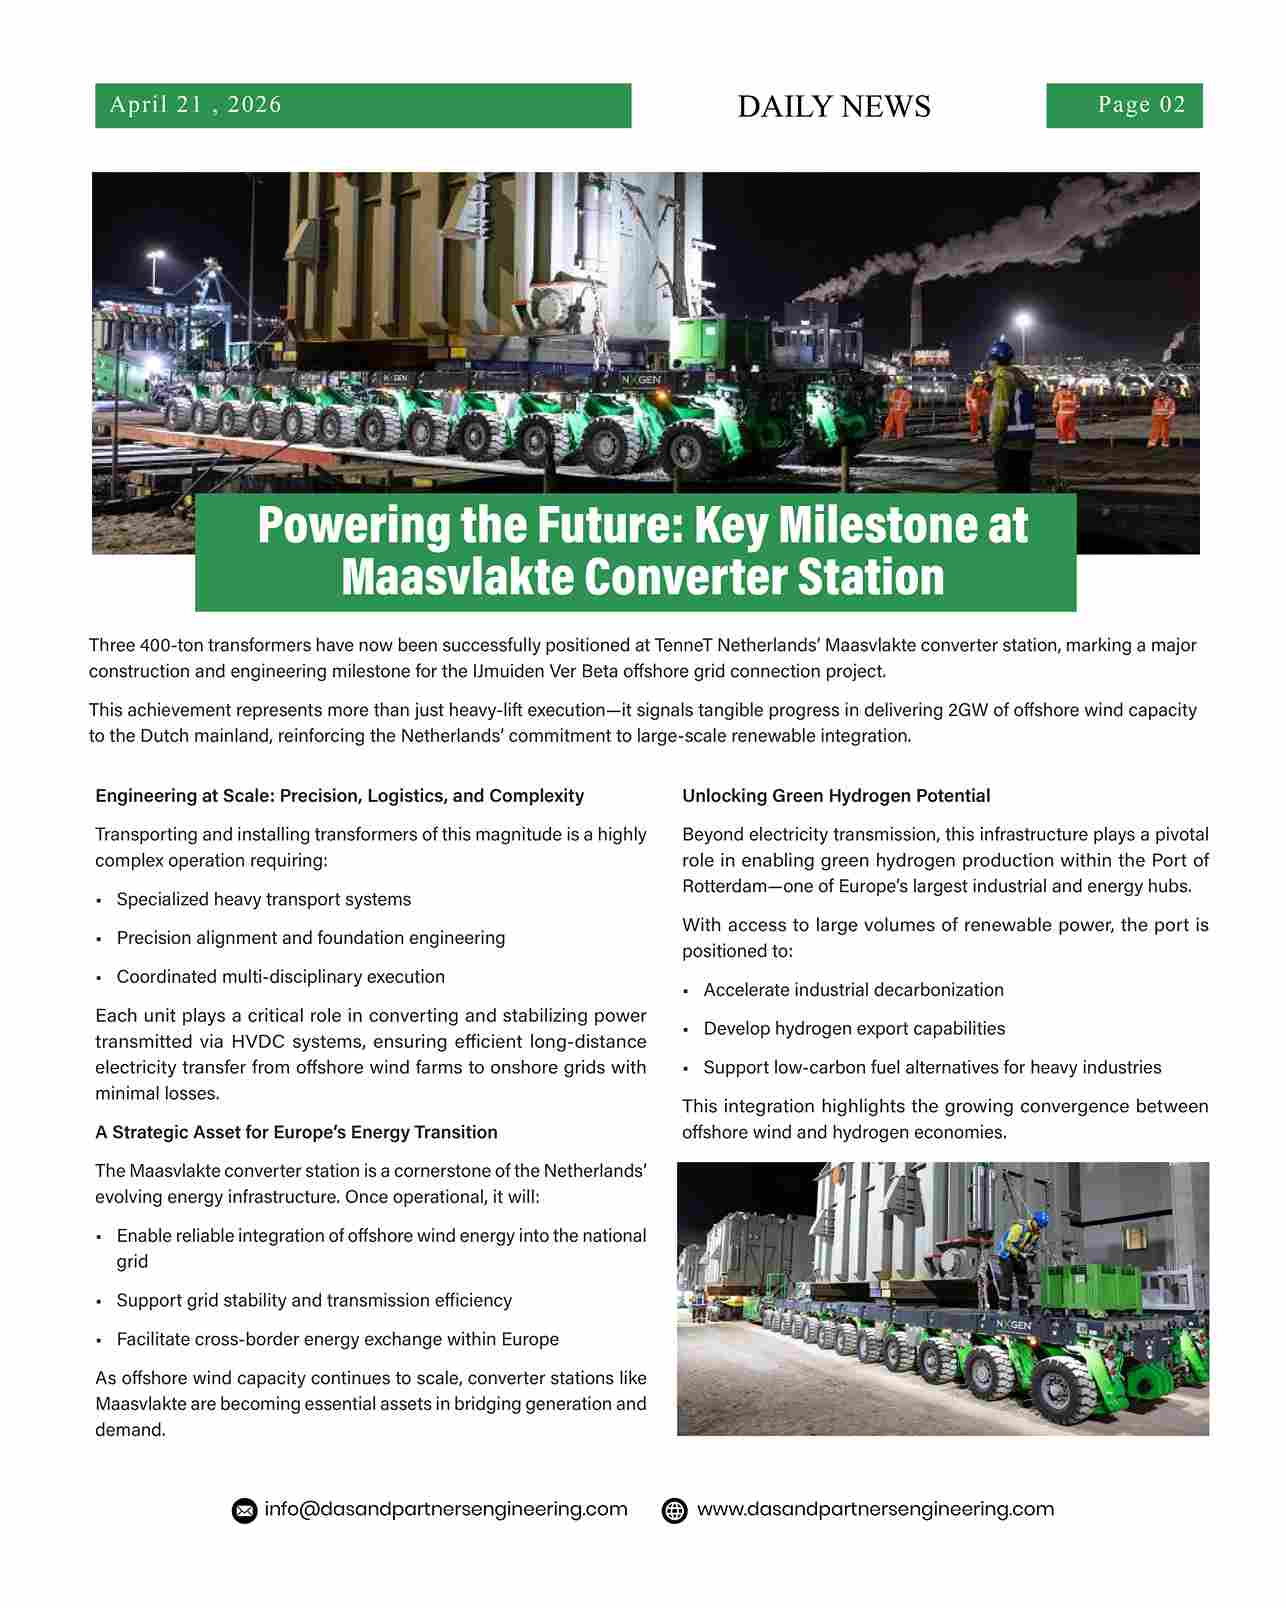 April 21 , 2026
DAILY NEWS
Page 02
NXGEN
NXGEN
Powering the Future: Key Milestone at
Maasvlakte Converter Station
Three 400-ton transformers have now been successfully positioned at TenneT Netherlands’ Maasvlakte converter station, marking a major
construction and engineering milestone for the IJmuiden Ver Beta offshore grid connection project.
This achievement represents more than just heavy-lift execution—it signals tangible progress in delivering 2GW of offshore wind capacity
to the Dutch mainland, reinforcing the Netherlands’ commitment to large-scale renewable integration.
Engineering at Scale: Precision, Logistics, and Complexity
Transporting and installing transformers of this magnitude is a highly
complex operation requiring:
• Specialized heavy transport systems
• Precision alignment and foundation engineering
• Coordinated multi-disciplinary execution
Each unit plays a critical role in converting and stabilizing power
transmitted via HVDC systems, ensuring efficient long-distance
electricity transfer from offshore wind farms to onshore grids with
minimal losses.
A Strategic Asset for Europe’s Energy Transition
The Maasvlakte converter station is a cornerstone of the Netherlands’
evolving energy infrastructure. Once operational, it will:
• Enable reliable integration of offshore wind energy into the national
grid
• Support grid stability and transmission efficiency
• Facilitate cross-border energy exchange within Europe
As offshore wind capacity continues to scale, converter stations like
Maasvlakte are becoming essential assets in bridging generation and
demand.
Unlocking Green Hydrogen Potential
Beyond electricity transmission, this infrastructure plays a pivotal
role in enabling green hydrogen production within the Port of
Rotterdam—one of Europe’s largest industrial and energy hubs.
With access to large volumes of renewable power, the port is
positioned to:
• Accelerate industrial decarbonization
• Develop hydrogen export capabilities
• Support low-carbon fuel alternatives for heavy industries
This integration highlights the growing convergence between
offshore wind and hydrogen economies.
NXGEN
info@dasandpartnersengineering.com
www.dasandpartnersengineering.com